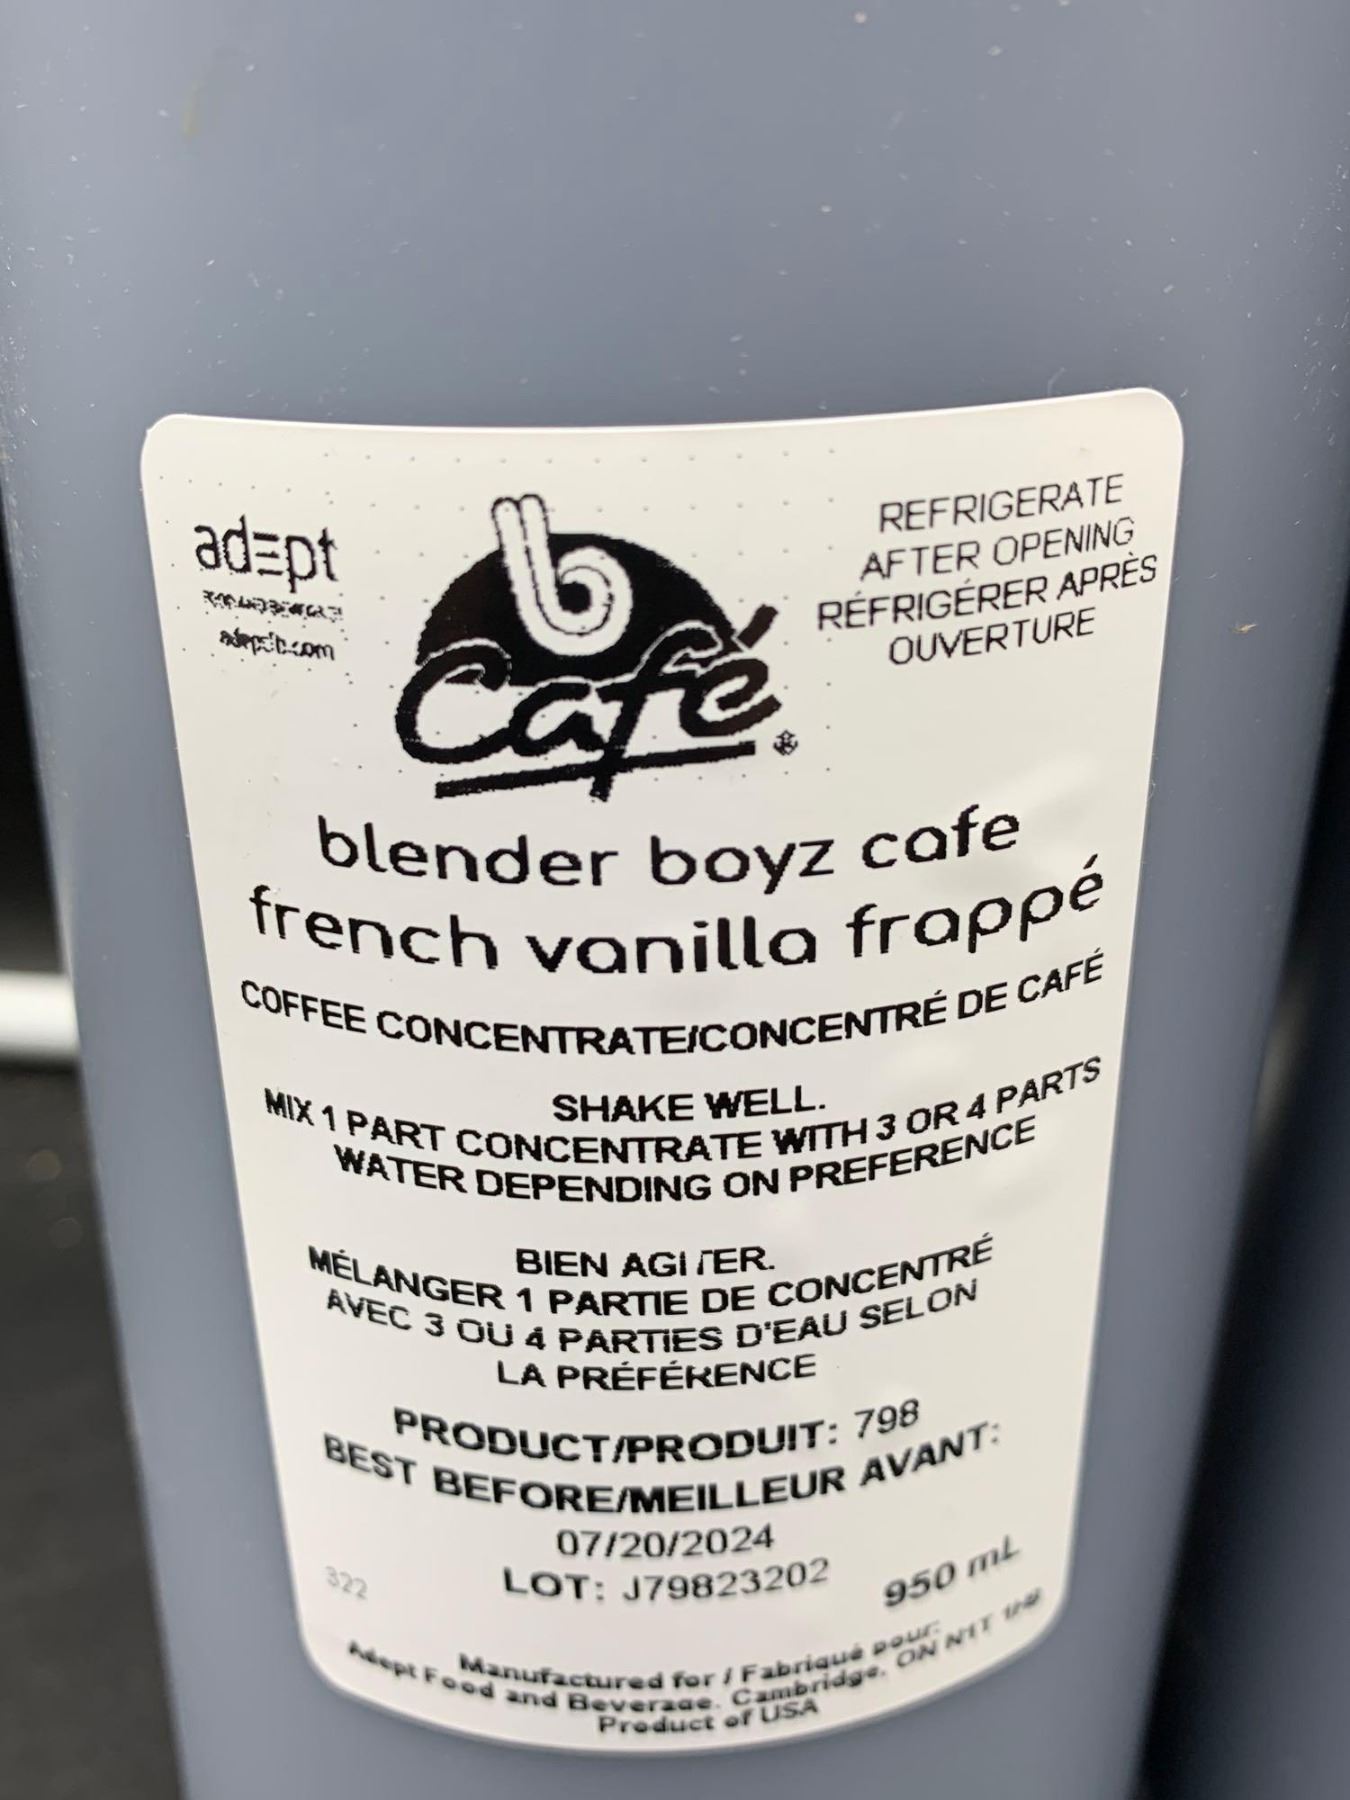 adept
REFRIGERATE
AFTER OPENING
RÉFRIGÉRER APRÈS
OUVERTURE
b
Café
blender boyz cafe
french vanilla frappé
COFFEE CONCENTRATE/CONCENTRÉ DE CAFÉ
SHAKE WELL.
MIX 1 PART CONCENTRATE WITH 3 OR 4 PARTS
WATER DEPENDING ON PREFERENCE
BIEN AGITER.
MÉLANGER 1 PARTIE DE CONCENTRÉ
AVEC 3 OU 4 PARTIES D'EAU SELON
LA PRÉFÉRENCE
PRODUCT/PRODUIT: 798
BEST BEFORE/MEILLEUR AVANT:
07/20/2024
LOT: J79823202
950 mL
322
Manufactured for / Fabriqué pour:
Adept Food and Beverage. Cambridge, ON N1T
Product of USA